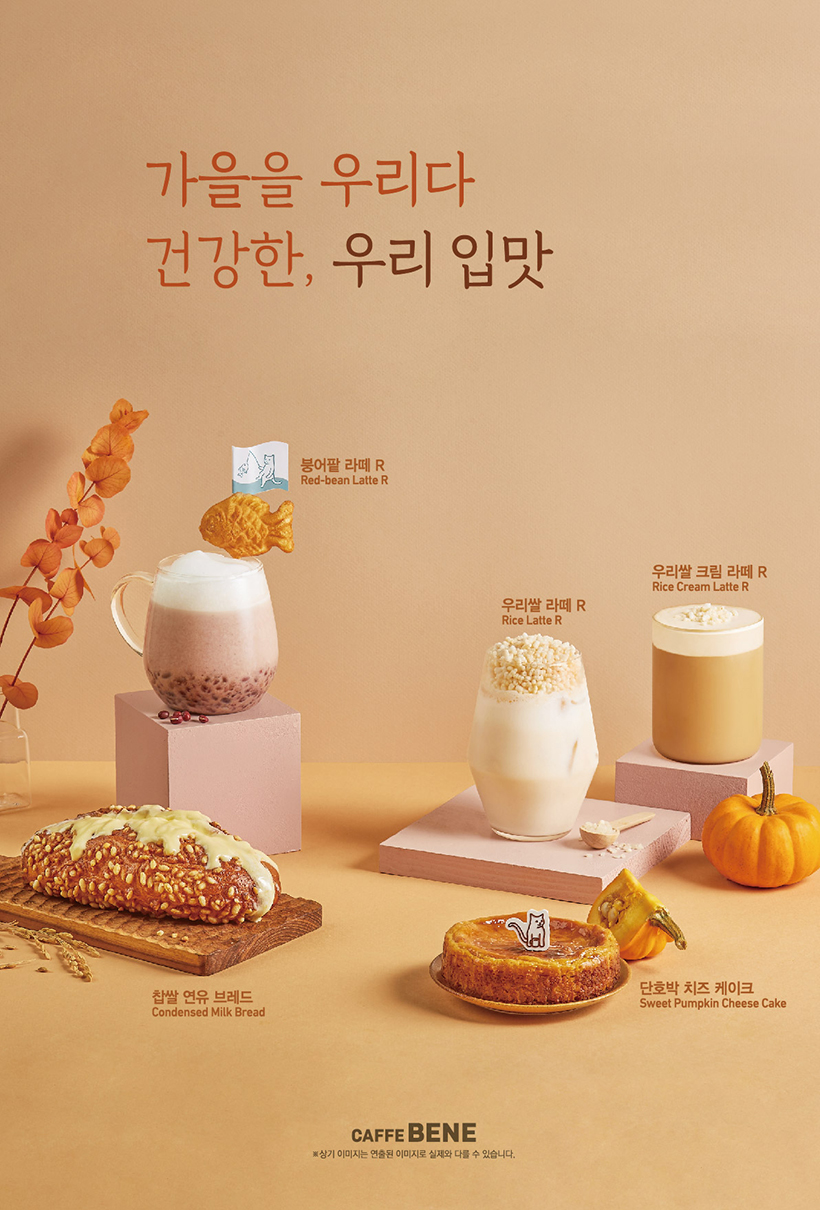 가을을 우리다
건강한, 우리 입맛
붕어팥 라떼 R
Red-bean Latte R
우리쌀 크림 라떼 R
Rice Cream Latte R
우리쌀 라떼 R
Rice Latte R
찹쌀 연유 브레드
Condensed Milk Bread
단호박 치즈 케이크
Sweet Pumpkin Cheese Cake
CAFFE BENE
※상기 이미지는 연출된 이미지로 실제와 다를 수 있습니다.